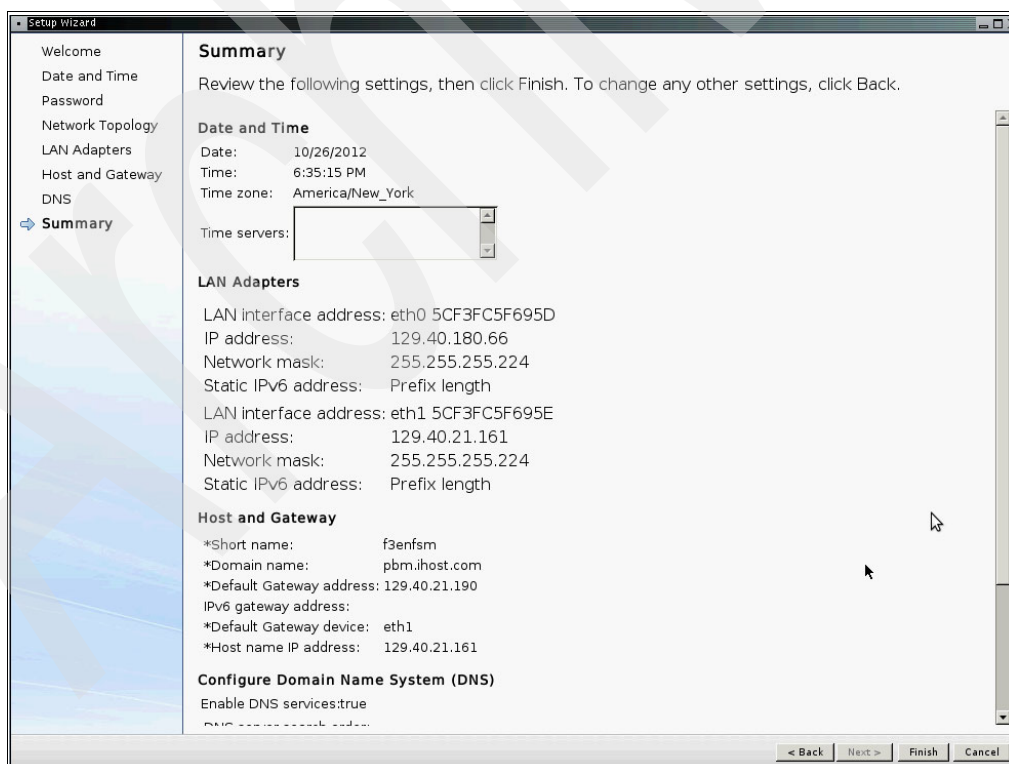 Setup Wizard
Welcome
Date and Time
Password
Network Topology
LAN Adapters
Host and Gateway
DNS
Summary
Summary
Review the following settings, then click Finish. To change any other settings, click Back.
Date and Time
Date: 10/26/2012
Time: 6:35:15 PM
Time zone: America/New_York
Time servers:
LAN Adapters
LAN interface address: eth0 5CF3FC5F695D
IP address: 129.40.180.66
Network mask: 255.255.255.224
Static IPv6 address: Prefix length
LAN interface address: eth1 5CF3FC5F695E
IP address: 129.40.21.161
Network mask: 255.255.255.224
Static IPv6 address: Prefix length
Host and Gateway
*Short name: f3enfsm
*Domain name: pbm.ihost.com
*Default Gateway address: 129.40.21.190
IPv6 gateway address:
*Default Gateway device: eth1
*Host name IP address: 129.40.21.161
Configure Domain Name System (DNS)
Enable DNS services:true
DNS server search order:
< Back Next > Finish Cancel